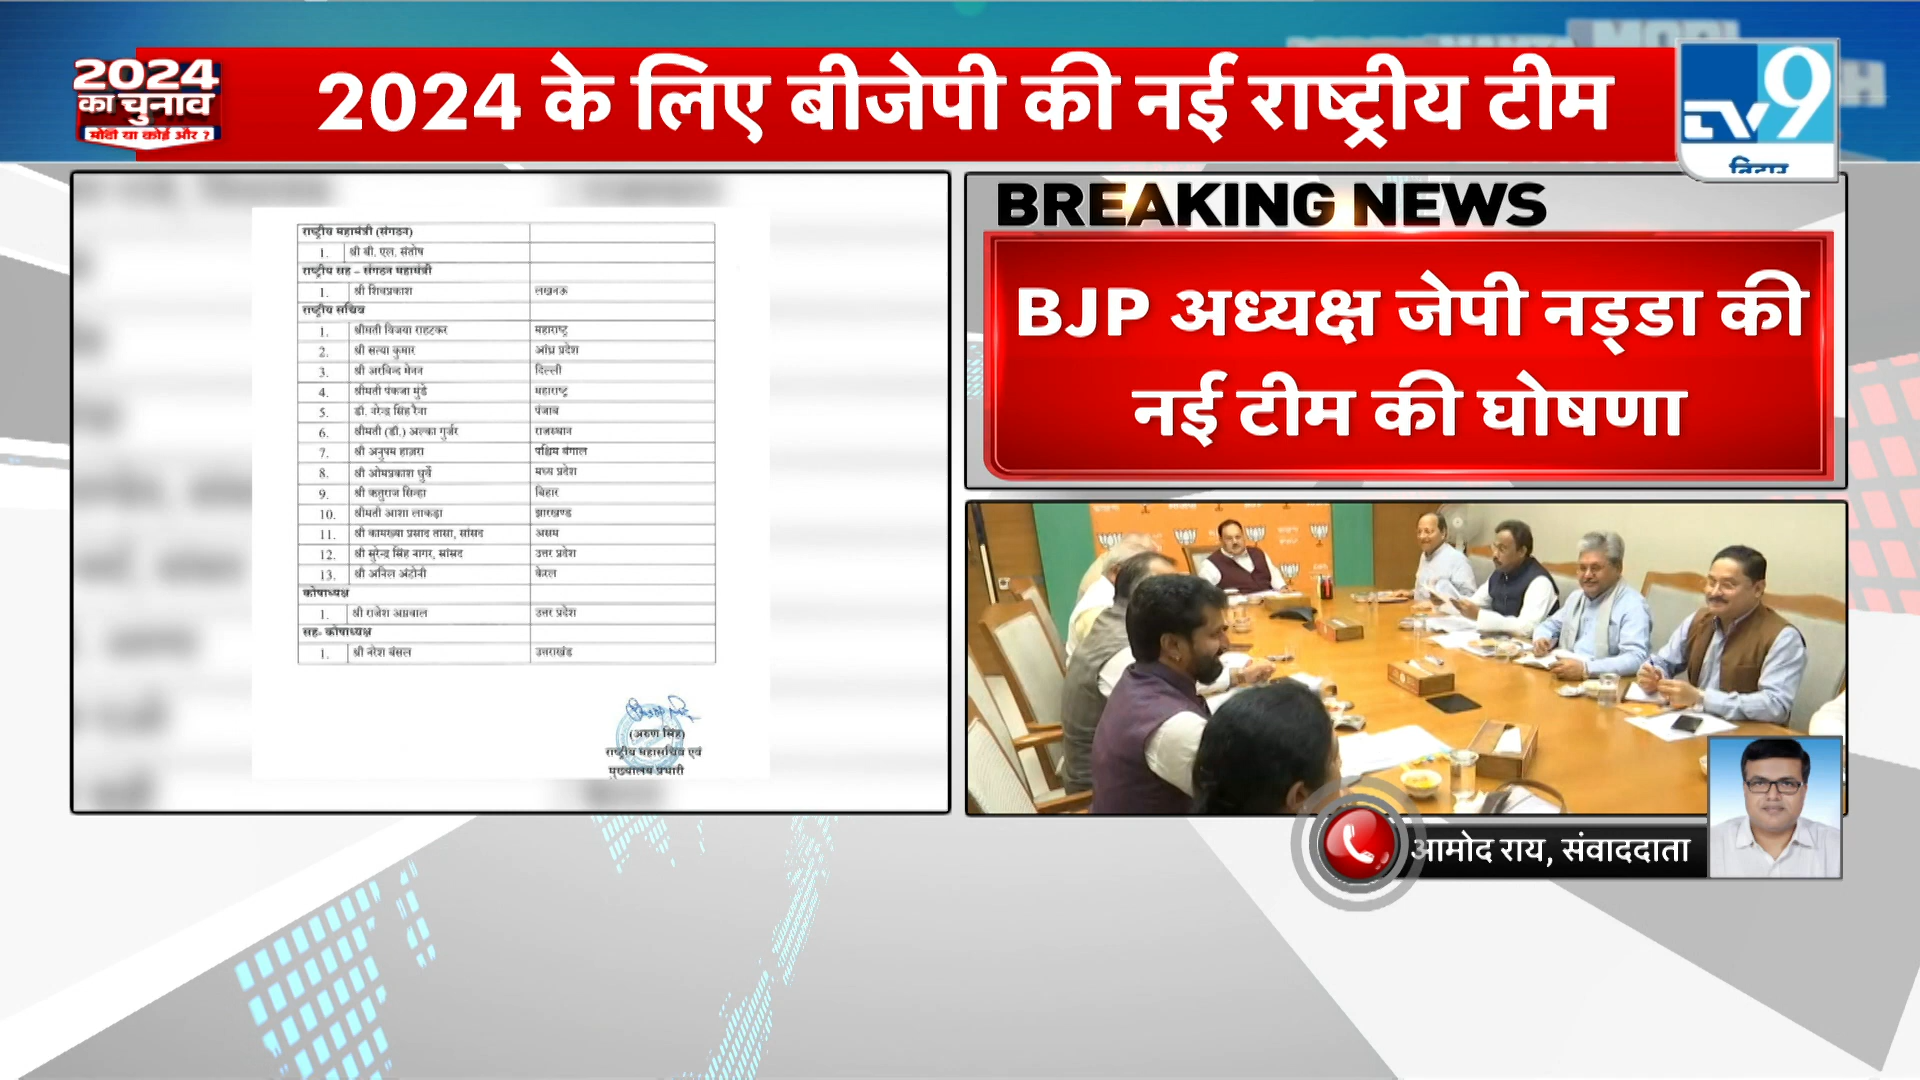 2024
का चुनाव
मोदी या कोई और ?
2024 के लिए बीजेपी की नई राष्ट्रीय टीम
TV9
राष्ट्रीय महामंत्री (संगठन)
1. श्री बी. एल. संतोष
राष्ट्रीय सह – संगठन महामंत्री
1. श्री शिवप्रकाश लखनऊ
राष्ट्रीय सचिव
1. श्रीमती विजया राहटकर महाराष्ट्र
2. श्री सत्या कुमार आंध्र प्रदेश
3. श्री अरविन्द मेनन दिल्ली
4. श्रीमती पंकजा मुंडे महाराष्ट्र
5. डॉ. नरेन्द्र सिंह रैना पंजाब
6. श्रीमती (डॉ.) अल्का गुर्जर राजस्थान
7. श्री अनुपम हाजरा पश्चिम बंगाल
8. श्री ओमप्रकाश धुर्वे मध्य प्रदेश
9. श्री ऋतुराज सिन्हा बिहार
10. श्रीमती आशा लाकड़ा झारखण्ड
11. श्री कामख्या प्रसाद तासा, सांसद असम
12. श्री सुरेन्द्र सिंह नागर, सांसद उत्तर प्रदेश
13. श्री अनिल अंटोनी केरल
कोषाध्यक्ष
1. श्री राजेश अग्रवाल उत्तर प्रदेश
सह- कोषाध्यक्ष
1. श्री नरेश बंसल उत्तराखंड
(अरुण सिंह)
राष्ट्रीय महासचिव एवं
मुख्यालय प्रभारी
BREAKING NEWS
BJP अध्यक्ष जेपी नड्डा की
नई टीम की घोषणा
आमोद राय, संवाददाता